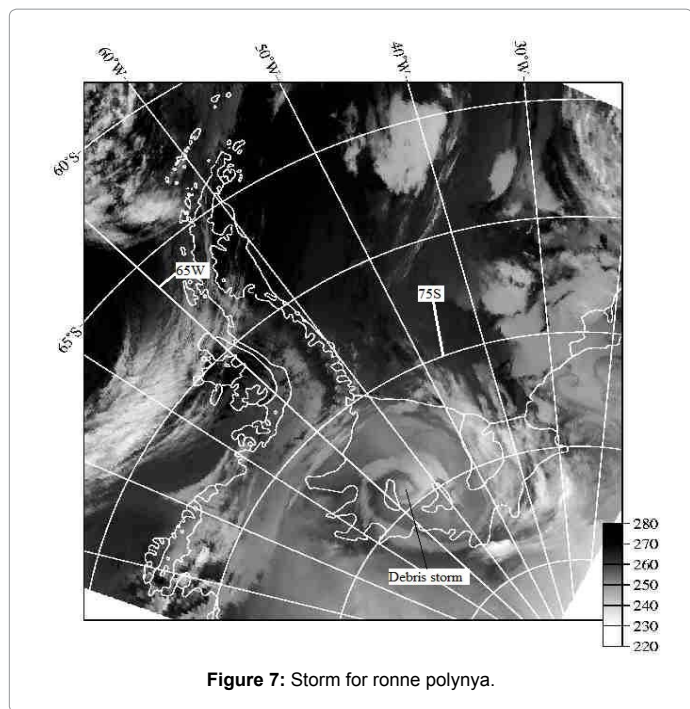 60°W
50°W
40°W
30°W
60°S
65W
75S
65°S
280
270
260
250
240
230
220
Debris storm
Figure 7: Storm for ronne polynya.